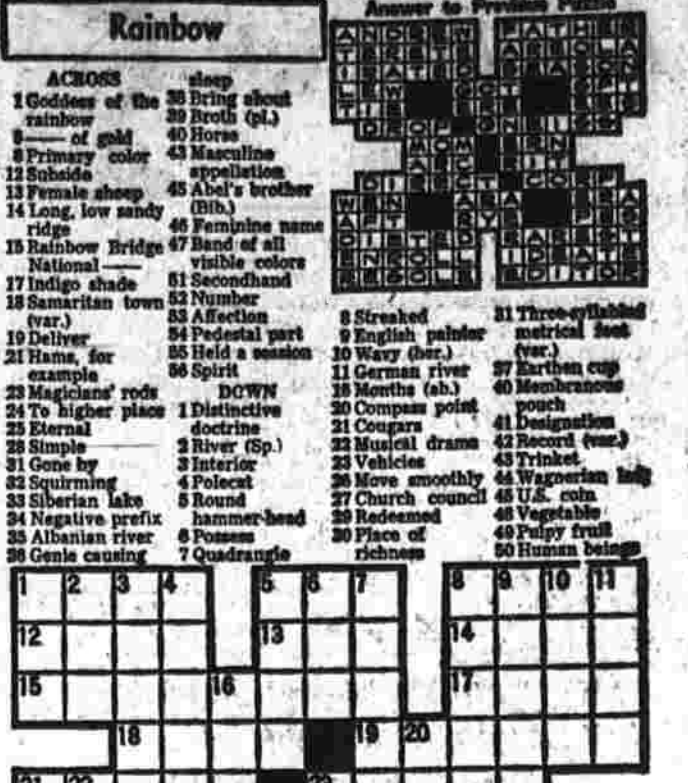 Rainbow
Answer to Previous Puzzle
ACROSS
1 Goddess of the
rainbow
5 —— of gold
8 Primary color
12 Subside
13 Female sheep
14 Long, low sandy
ridge
15 Rainbow Bridge
National ——
17 Indigo shade
18 Samaritan town
(var.)
19 Deliver
21 Hams, for
example
23 Magicians' rods
24 To higher place
25 Eternal
28 Simple
31 Gone by
32 Squirming
33 Siberian lake
34 Negative prefix
35 Albanian river
36 Genie causing
sleep
38 Bring about
39 Broth (pl.)
40 Horse
43 Masculine
appellation
45 Abel's brother
(Bib.)
46 Feminine name
47 Band of all
visible colors
51 Secondhand
52 Number
53 Affection
54 Pedestal part
55 Held a session
56 Spirit
DOWN
1 Distinctive
doctrine
2 River (Sp.)
3 Interior
4 Polecat
5 Round
hammer-head
6 Possess
7 Quadrangle
8 Streaked
9 English painter
10 Wavy (her.)
11 German river
16 Months (ab.)
20 Compass point
21 Cougars
22 Musical drama
23 Vehicles
26 Move smoothly
27 Church council
29 Redeemed
30 Place of
richness
31 Three-syllabled
metrical foot
(var.)
37 Earthen cup
40 Membranous
pouch
41 Designation
42 Record (var.)
43 Trinket
44 Wagnerian lady
45 U.S. coin
48 Vegetable
49 Pulpy fruit
50 Human beings
1 2 3 4 5 6 7 8 9 10 11
12 13 14
15 16 17
18 19 20
21 22 23